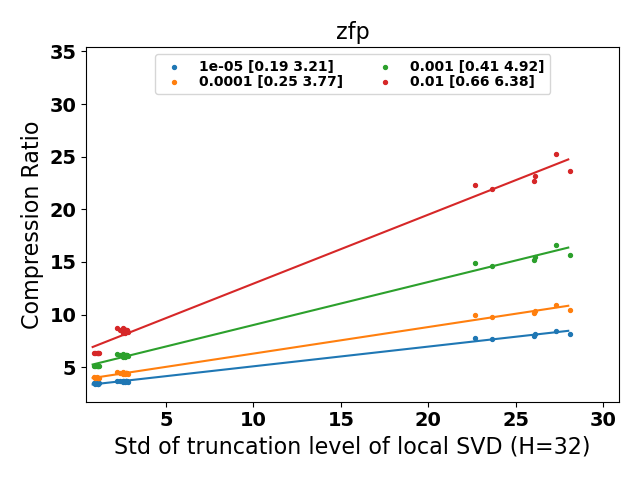 zfp
1e-05 [0.19 3.21]
0.0001 [0.25 3.77]
0.001 [0.41 4.92]
0.01 [0.66 6.38]
Compression Ratio
35
30
25
20
15
10
5
5 10 15 20 25 30
Std of truncation level of local SVD (H=32)